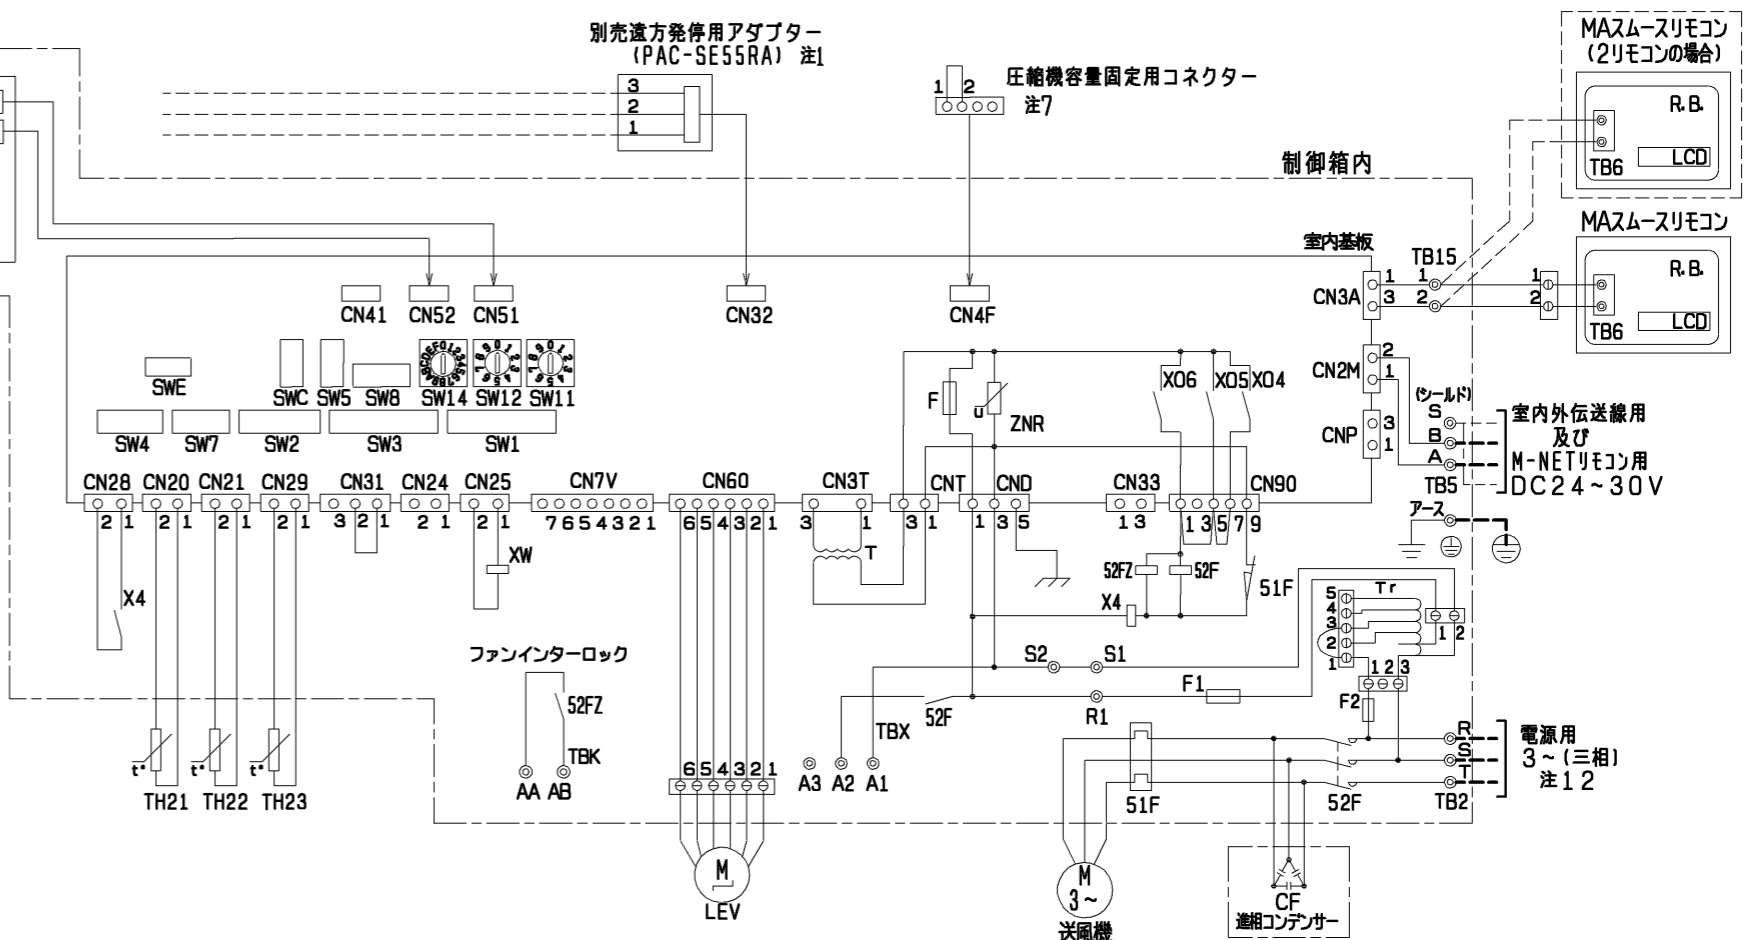 別売遠方発停用アダプター
(PAC-SE55RA) 注1
3
2
1
1 2
圧縮機容量固定用コネクター
注7
MAスムースリモコン
(2リモコンの場合)
R.B.
LCD
TB6
制御箱内
MAスムースリモコン
R.B.
LCD
TB6
室内基板
TB15
CN3A
1 1 1
3 2 2
CN41 CN52 CN51 CN32 CN4F
CN2M
2
1
CNP
3
1
SWE
SWC SW5 SW8 SW14 SW12 SW11
0123456789ABCDEF
0123456789
0123456789
SW4 SW7 SW2 SW3 SW1
F
u
ZNR
X06 X05 X04
(シールド)
S
B
A
TB5
室内外伝送線用
及び
M-NETリモコン用
DC24~30V
アース
CN28 CN20 CN21 CN29 CN31 CN24 CN25 CN7V CN60 CN3T CNT CND CN33 CN90
2 1 2 1 2 1 2 1 3 2 1 2 1 2 1 7 6 5 4 3 2 1 6 5 4 3 2 1 3 1 3 1 1 3 5 1 3 1 3 5 7 9
X4
XW
T
52FZ
52F
51F
X4
Tr
5
4
3
2
1
1 2
1 2 3
ファンインターロック
52FZ
TBK
AA AB
S2 S1
52F
R1
F1
F2
TBX
A3 A2 A1
t°
t°
t°
TH21 TH22 TH23
6 5 4 3 2 1
M
LEV
51F
52F
R
S
T
TB2
電源用
3~(三相)
注12
M
3~
送風機
CF
進相コンデンサー